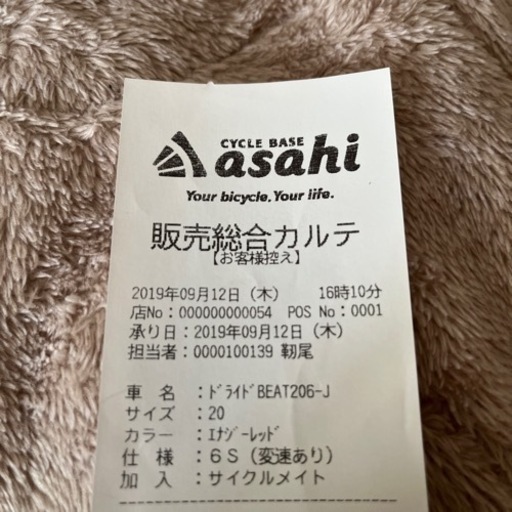 CYCLE BASE
asahi
Your bicycle. Your life.
販売総合カルテ
【お客様控え】
2019年09月12日（木） 16時10分
店No：000000000054 POS No：0001
承り日：2019年09月12日（木）
担当者：0000100139 靭尾
車 名 ：ﾄﾞﾗｲﾄﾞBEAT206-J
サイズ ：20
カラー ：ｴﾅｼﾞｰﾚｯﾄﾞ
仕 様 ：６Ｓ（変速あり）
加 入 ：サイクルメイト